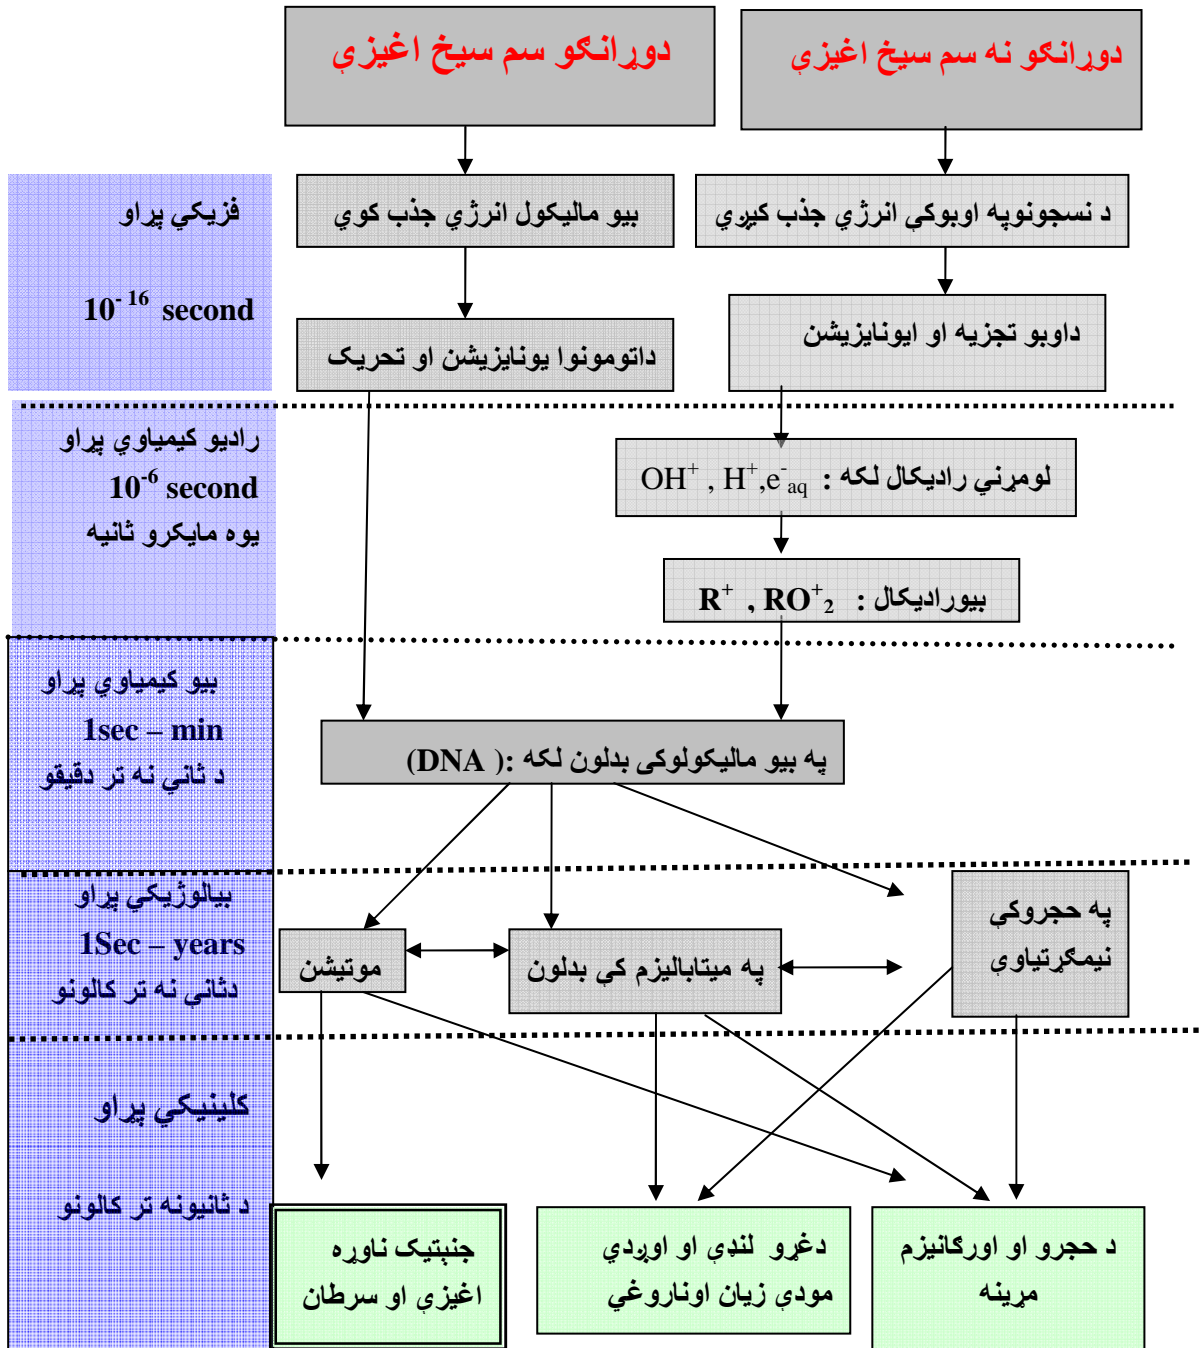 دوړانګو نه سم سیخ اغیزې
دوړانګو سم سیخ اغیزې
فزیکي پړاو
10⁻¹⁶ second
بیو مالیکول انرژي جذب کوي
د نسجونوپه اوبوکې انرژي جذب کیږي
داتومونوا یونایزیشن او تحریک
داوبو تجزیه او ایونایزیشن
رادیو کیمیاوي پړاو
10⁻⁶ second
یوه مایکرو ثانیه
لومړني رادیکال لکه : OH⁺ , H⁺,e⁻aq
بیورادیکال : R⁺ , RO⁺₂
بیو کیمیاوي پړاو
1sec – min
د ثاني نه تر دقیقو
په بیو مالیکولوکی بدلون لکه :( DNA)
بیالوژیکي پړاو
1Sec – years
دثانې نه تر کالونو
موتیشن
په میتابالیزم کې بدلون
په حجروکې
نیمګړتیاوې
کلینیکي پړاو
د ثانیونه تر کالونو
جنېتیک ناوړه
اغیزې او سرطان
دغړو لنډې او اوږدې
مودې زیان اوناروغي
د حجرو او اورګانیزم
مړینه